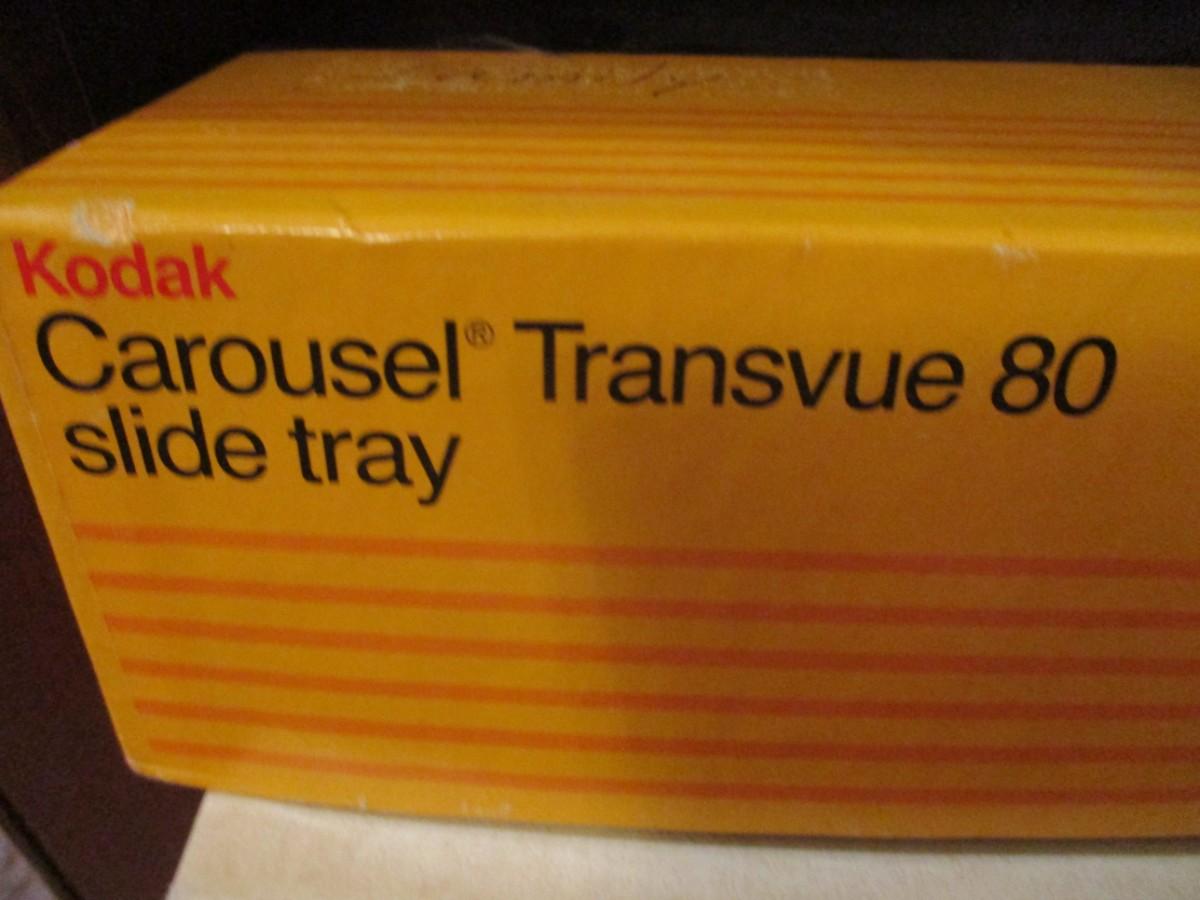 Kodak
Carousel® Transvue 80
slide tray